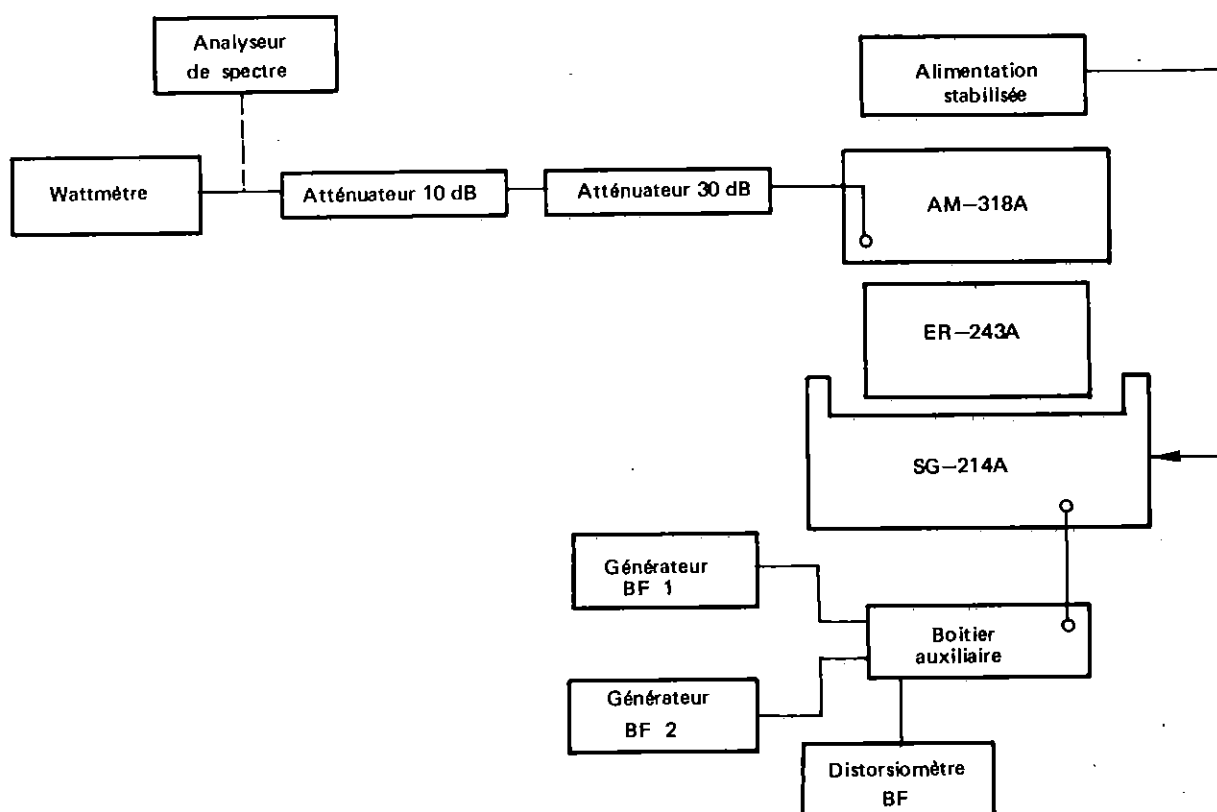 Analyseur
de spectre
Alimentation
stabilisée
Wattmètre
Atténuateur 10 dB
Atténuateur 30 dB
AM–318A
ER–243A
SG–214A
Générateur
BF 1
Boîtier
auxiliaire
Générateur
BF 2
Distorsiomètre
BF